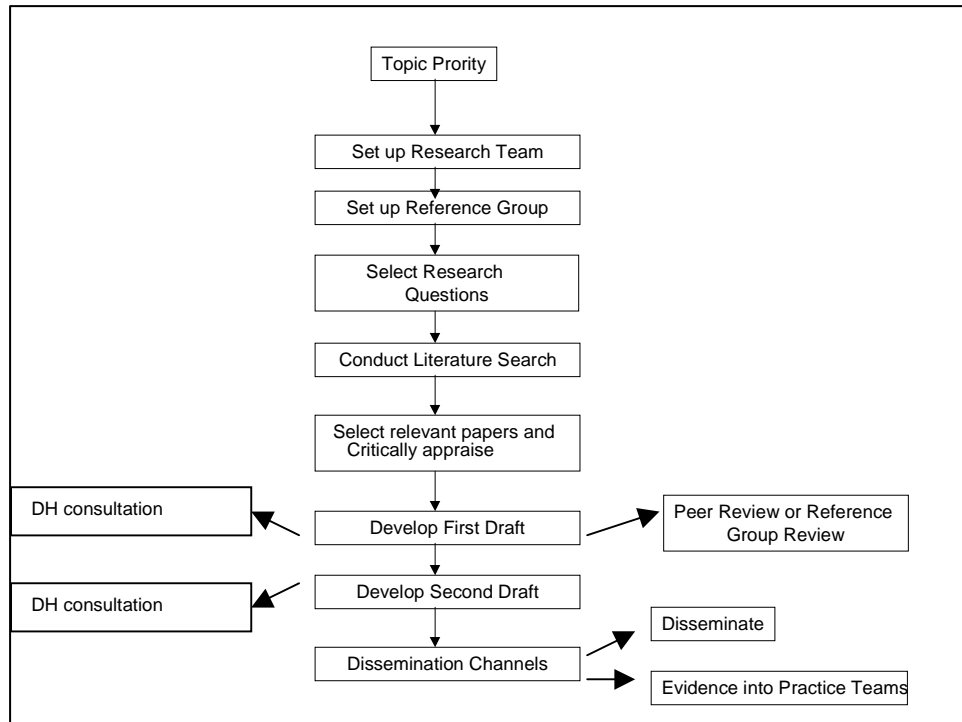 Topic Prority
Set up Research Team
Set up Reference Group
Select Research
Questions
Conduct Literature Search
Select relevant papers and
Critically appraise
DH consultation
Develop First Draft
Peer Review or Reference
Group Review
DH consultation
Develop Second Draft
Disseminate
Dissemination Channels
Evidence into Practice Teams